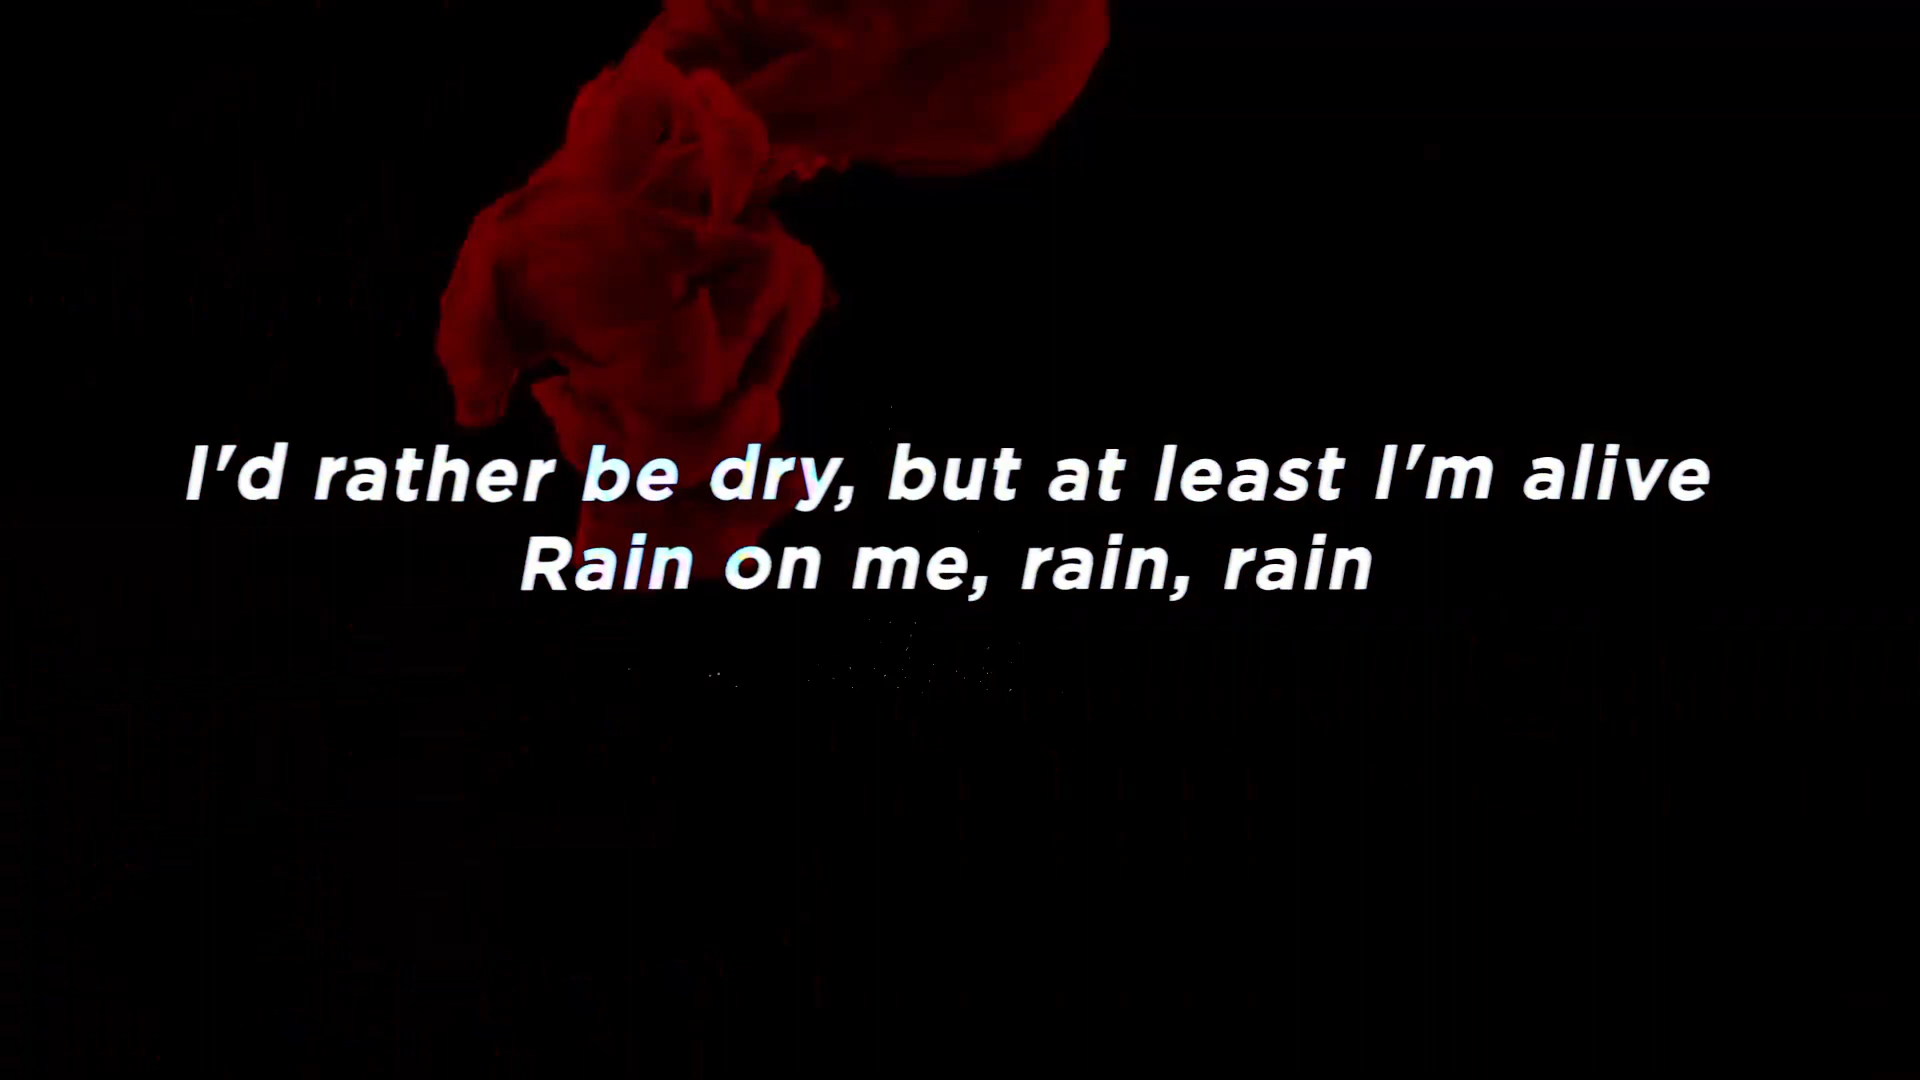 I'd rather be dry, but at least I'm alive
Rain on me, rain, rain